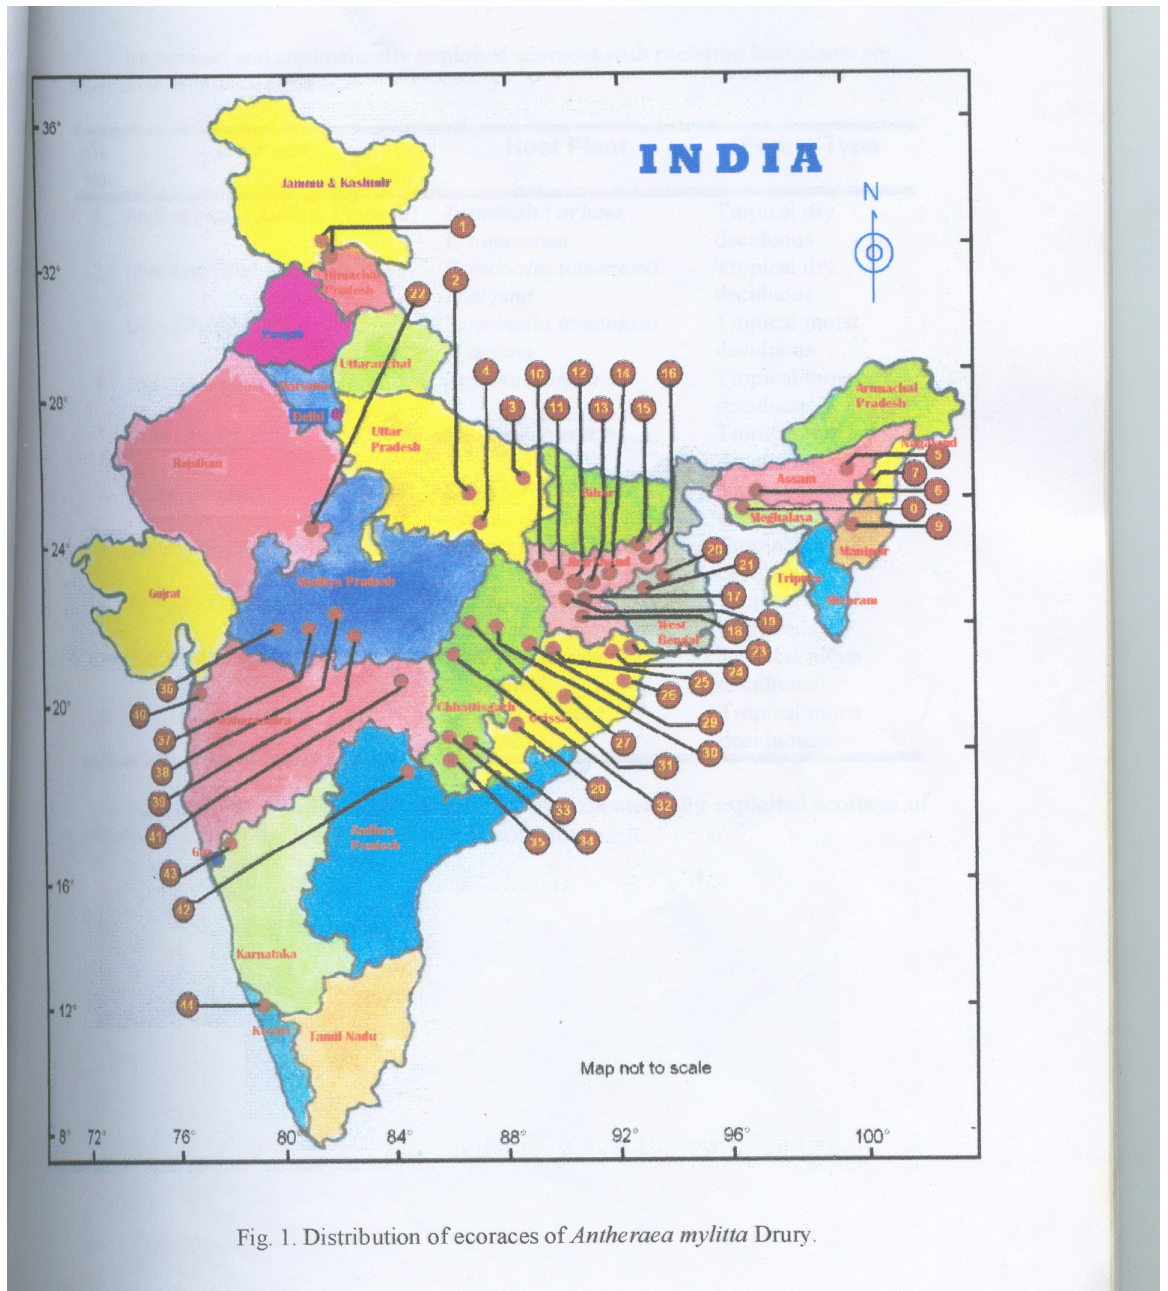 INDIA
N
36°
32°
28°
24°
20°
16°
12°
8°
72°
76°
80°
84°
88°
92°
96°
100°
Jammu & Kashmir
Himachal
Pradesh
Punjab
Uttaranchal
Haryana
Delhi
Uttar
Pradesh
Rajsthan
Bihar
Arunachal
Pradesh
Nagaland
Assam
Meghalaya
Manipur
Tripura
Mizoram
Jharkhand
West
Bengal
Gujrat
Madhra Pradesh
Maharashtra
Chhattisgarh
Orissa
Radhra
Pradesh
Goa
Karnataka
Kerala
Tamil Nadu
1
2
22
4
10
12
14
16
3
11
13
15
5
7
6
9
20
21
17
19
18
23
24
25
26
29
30
27
31
32
20
33
34
35
36
40
37
38
39
41
43
12
44
Map not to scale
Fig. 1. Distribution of ecoraces of Antheraea mylitta Drury.